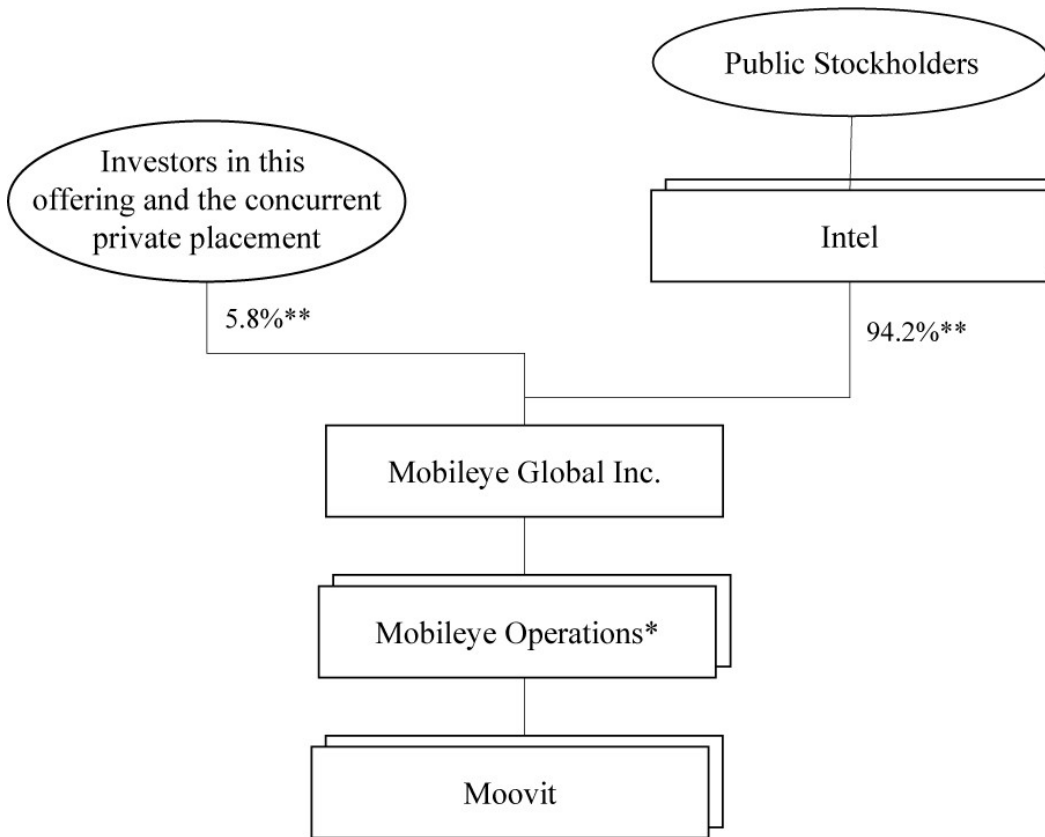 Public Stockholders
Investors in this
offering and the concurrent
private placement
Intel
5.8%**
94.2%**
Mobileye Global Inc.
Mobileye Operations*
Moovit